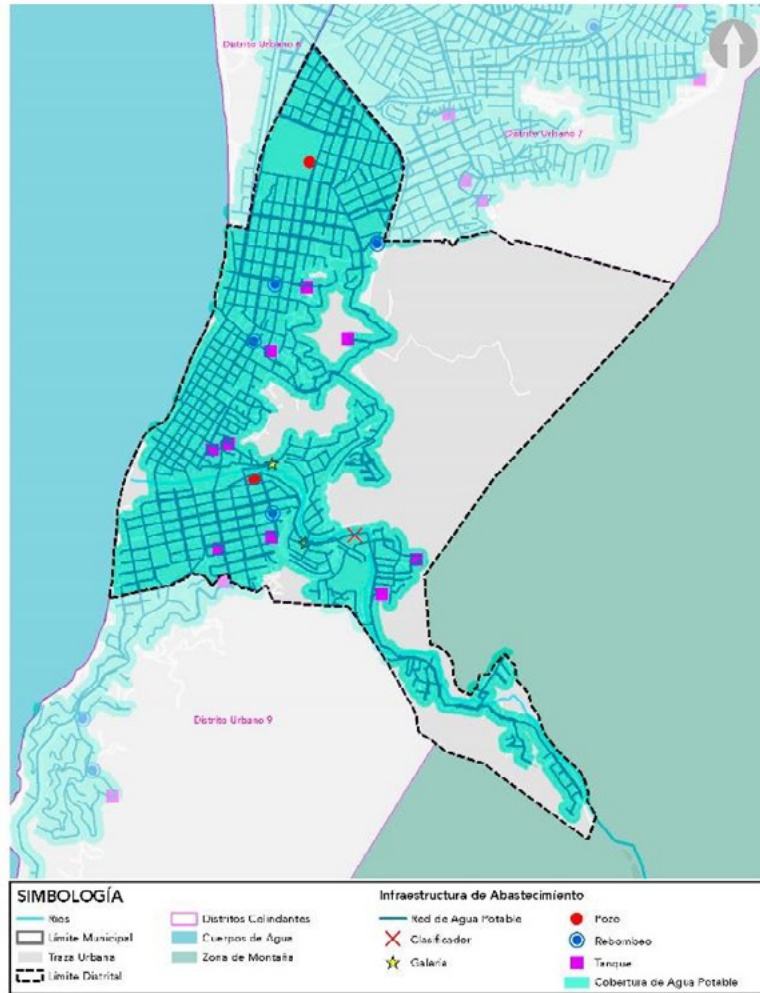 Distrito Urbano 6
Distrito Urbano 7
Distrito Urbano 9
SIMBOLOGÍA
Ríos
Límite Municipal
Traza Urbana
Límite Distrital
Distritos Colindantes
Cuerpos de Agua
Zona de Montaña
Infraestructura de Abastecimiento
Red de Agua Potable
Clasificador
Galería
Pozo
Rebombeo
Tanque
Cobertura de Agua Potable